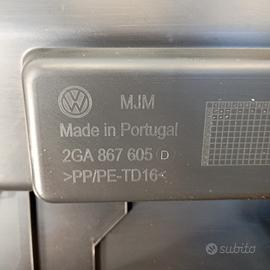 MJM
Made in Portugal
2GA 867 605 D
>PP/PE-TD16<
subito